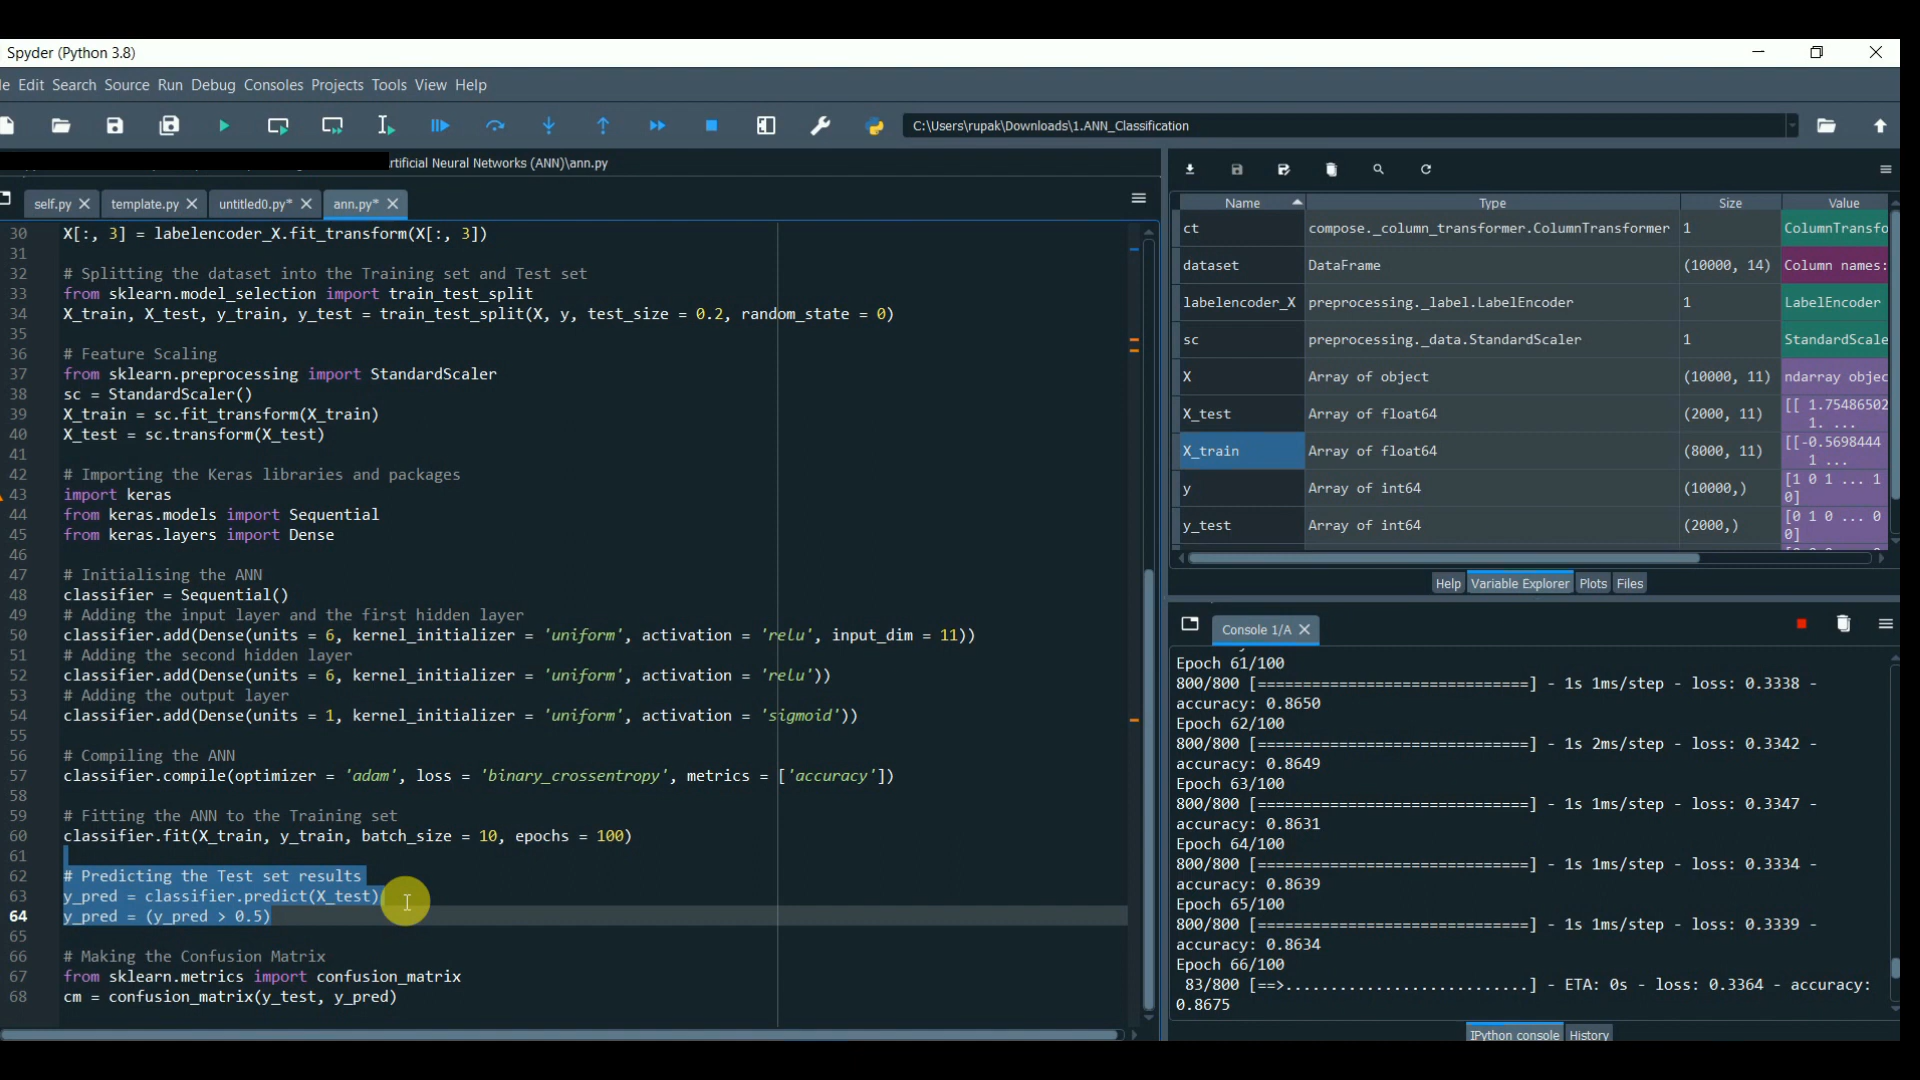 Spyder (Python 3.8)
le Edit Search Source Run Debug Consoles Projects Tools View Help
C:\Users\rupak\Downloads\1.ANN_Classification
rtificial Neural Networks (ANN)\ann.py
self.py template.py untitled0.py* ann.py*
30 X[:, 3] = labelencoder_X.fit_transform(X[:, 3])
31
32 # Splitting the dataset into the Training set and Test set
33 from sklearn.model_selection import train_test_split
34 X_train, X_test, y_train, y_test = train_test_split(X, y, test_size = 0.2, random_state = 0)
35
36 # Feature Scaling
37 from sklearn.preprocessing import StandardScaler
38 sc = StandardScaler()
39 X_train = sc.fit_transform(X_train)
40 X_test = sc.transform(X_test)
41
42 # Importing the Keras libraries and packages
43 import keras
44 from keras.models import Sequential
45 from keras.layers import Dense
46
47 # Initialising the ANN
48 classifier = Sequential()
49 # Adding the input layer and the first hidden layer
50 classifier.add(Dense(units = 6, kernel_initializer = 'uniform', activation = 'relu', input_dim = 11))
51 # Adding the second hidden layer
52 classifier.add(Dense(units = 6, kernel_initializer = 'uniform', activation = 'relu'))
53 # Adding the output layer
54 classifier.add(Dense(units = 1, kernel_initializer = 'uniform', activation = 'sigmoid'))
55
56 # Compiling the ANN
57 classifier.compile(optimizer = 'adam', loss = 'binary_crossentropy', metrics = ['accuracy'])
58
59 # Fitting the ANN to the Training set
60 classifier.fit(X_train, y_train, batch_size = 10, epochs = 100)
61
62 # Predicting the Test set results
63 y_pred = classifier.predict(X_test)
64 y_pred = (y_pred > 0.5)
65
66 # Making the Confusion Matrix
67 from sklearn.metrics import confusion_matrix
68 cm = confusion_matrix(y_test, y_pred)
Name Type Size Value
ct compose._column_transformer.ColumnTransformer 1 ColumnTransfo
dataset DataFrame (10000, 14) Column names:
labelencoder_X preprocessing._label.LabelEncoder 1 LabelEncoder
sc preprocessing._data.StandardScaler 1 StandardScale
X Array of object (10000, 11) ndarray objec
X_test Array of float64 (2000, 11) [[ 1.75486502
1. ...
X_train Array of float64 (8000, 11) [[-0.5698444
1 ...
y Array of int64 (10000,) [1 0 1 ... 1
0]
y_test Array of int64 (2000,) [0 1 0 ... 0
0]
Help Variable Explorer Plots Files
Console 1/A
Epoch 61/100
800/800 [==============================] - 1s 1ms/step - loss: 0.3338 -
accuracy: 0.8650
Epoch 62/100
800/800 [==============================] - 1s 2ms/step - loss: 0.3342 -
accuracy: 0.8649
Epoch 63/100
800/800 [==============================] - 1s 1ms/step - loss: 0.3347 -
accuracy: 0.8631
Epoch 64/100
800/800 [==============================] - 1s 1ms/step - loss: 0.3334 -
accuracy: 0.8639
Epoch 65/100
800/800 [==============================] - 1s 1ms/step - loss: 0.3339 -
accuracy: 0.8634
Epoch 66/100
83/800 [==>...........................] - ETA: 0s - loss: 0.3364 - accuracy:
0.8675
IPython console History